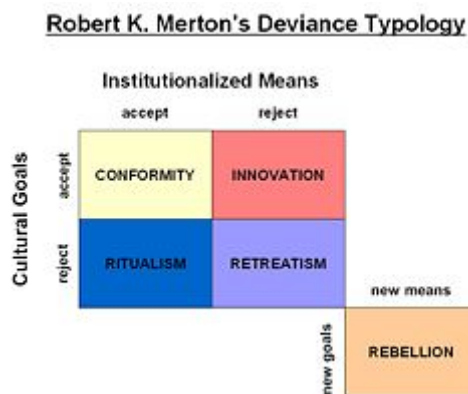 Robert K. Merton's Deviance Typology
Institutionalized Means
accept reject
Cultural Goals
accept
CONFORMITY INNOVATION
reject
RITUALISM RETREATISM
new means
new goals
REBELLION